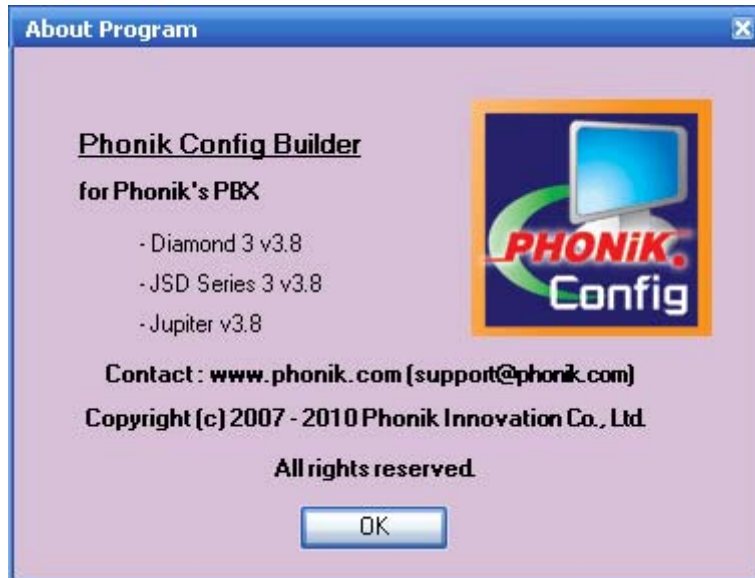 About Program
Phonik Config Builder
for Phonik's PBX
- Diamond 3 v3.8
- JSD Series 3 v3.8
- Jupiter v3.8
PHONiK.
Config
Contact : www.phonik.com (support@phonik.com)
Copyright (c) 2007 - 2010 Phonik Innovation Co., Ltd.
All rights reserved.
OK